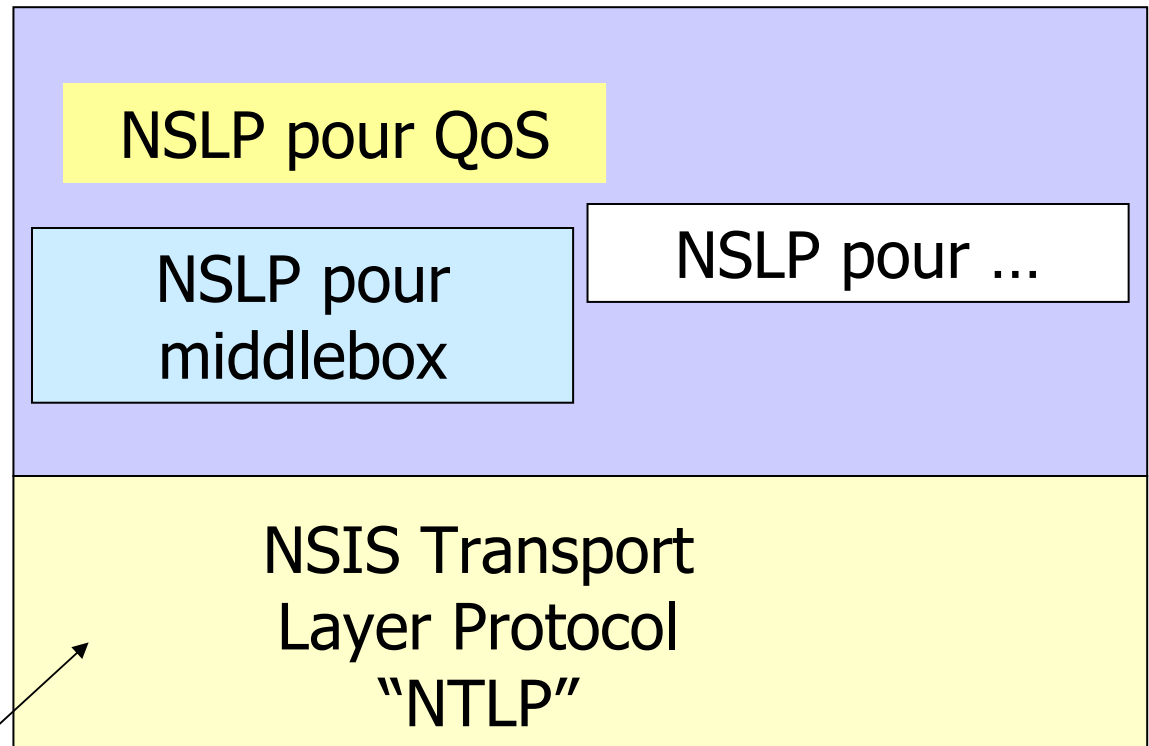 NSLP pour QoS
NSLP pour ...
NSLP pour
middlebox
NSIS Transport
Layer Protocol
“NTLP”